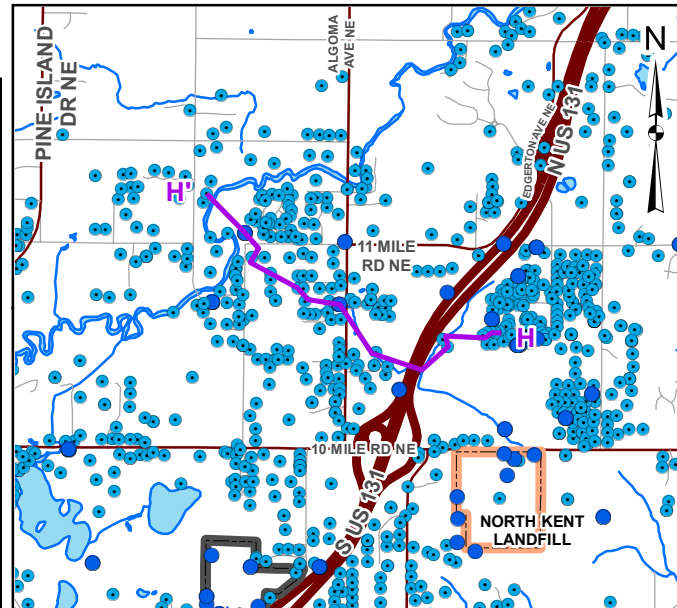 PINE ISLAND
DR NE
ALGOMA
AVE NE
N
EDGERTON AVE NE
N US 131
H'
11 MILE
RD NE
H
10 MILE RD NE
S US 131
NORTH KENT
LANDFILL